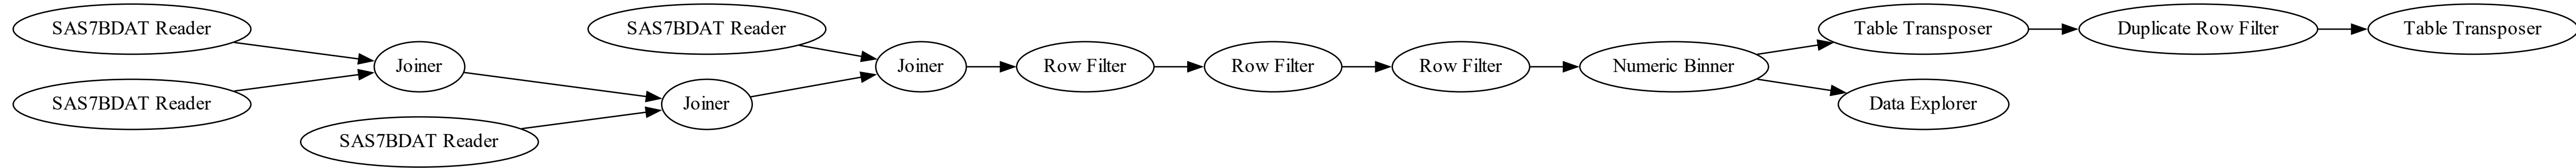 SAS7BDAT Reader
SAS7BDAT Reader
Joiner
SAS7BDAT Reader
SAS7BDAT Reader
Joiner
Joiner
Row Filter
Row Filter
Row Filter
Numeric Binner
Table Transposer
Data Explorer
Duplicate Row Filter
Table Transposer